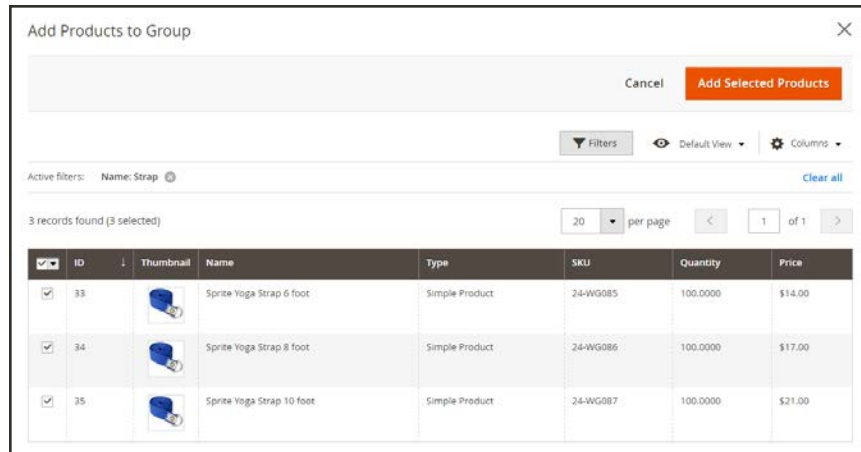 Add Products to Group
Cancel Add Selected Products
Filters Default View Columns
Active filters: Name: Strap Clear all
3 records found (3 selected) 20 per page 1 of 1
ID Thumbnail Name Type SKU Quantity Price
33 Sprite Yoga Strap 6 foot Simple Product 24-WG085 100.0000 $14.00
34 Sprite Yoga Strap 8 foot Simple Product 24-WG086 100.0000 $17.00
35 Sprite Yoga Strap 10 foot Simple Product 24-WG087 100.0000 $21.00